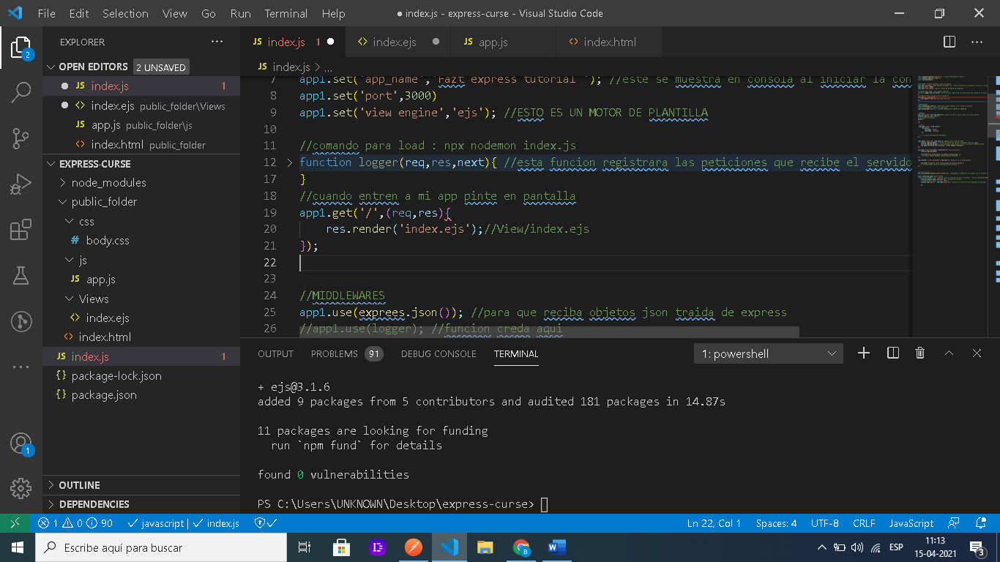 File Edit Selection View Go Run Terminal Help
● index.js - express-curse - Visual Studio Code
EXPLORER
OPEN EDITORS 2 UNSAVED
JS index.js 1
<> index.ejs public_folder\Views
JS app.js public_folder\js
<> index.html public_folder
EXPRESS-CURSE
node_modules
public_folder
css
# body.css
js
JS app.js
Views
<> index.ejs
<> index.html
JS index.js 1
{} package-lock.json
{} package.json
OUTLINE
DEPENDENCIES
2
1
JS index.js 1 ●
<> index.ejs ●
JS app.js
<> index.html
JS index.js > ...
7 app1.set('app_name','Fazt express tutorial '); //este se muestra en consola al iniciar la con
8 app1.set('port',3000)
9 app1.set('view engine','ejs'); //ESTO ES UN MOTOR DE PLANTILLA
10
11 //comando para load : npx nodemon index.js
12 function logger(req,res,next){ //esta funcion registrara las peticiones que recibe el servido
17 }
18 //cuando entren a mi app pinte en pantalla
19 app1.get('/',(req,res){
20 res.render('index.ejs');//View/index.ejs
21 });
22
23
24 //MIDDLEWARES
25 app1.use(exprees.json()); //para que reciba objetos json traida de express
26 //app1.use(logger); //funcion creda aqui
OUTPUT PROBLEMS 91 DEBUG CONSOLE TERMINAL
1: powershell
+ ejs@3.1.6
added 9 packages from 5 contributors and audited 181 packages in 14.87s
11 packages are looking for funding
run `npm fund` for details
found 0 vulnerabilities
PS C:\Users\UNKNOWN\Desktop\express-curse>
1 0 90 javascript | index.js
Ln 22, Col 1 Spaces: 4 UTF-8 CRLF JavaScript
Escribe aquí para buscar
ESP
11:13
15-04-2021
3